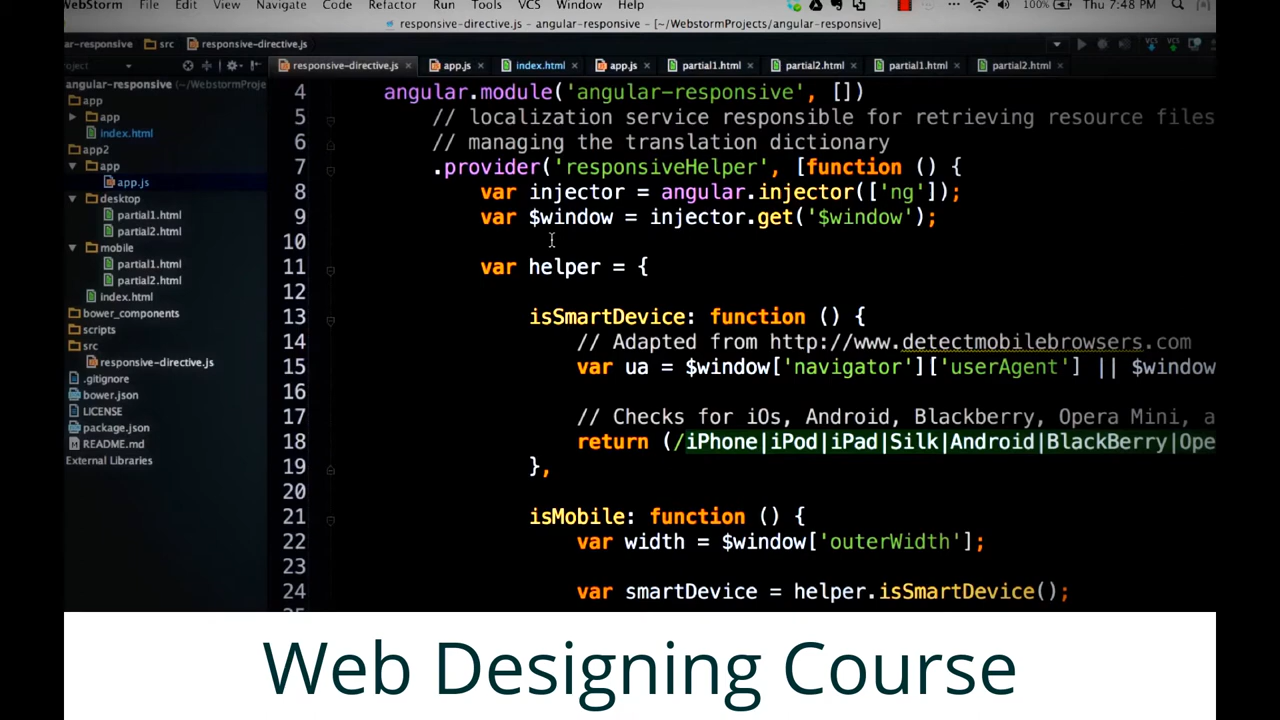 WebStorm File Edit View Navigate Code Refactor Run Tools VCS Window Help 100% Thu 7:48 PM
responsive-directive.js - angular-responsive - [~/WebstormProjects/angular-responsive]
ar-responsive src responsive-directive.js
roject responsive-directive.js app.js index.html app.js partial1.html partial2.html partial1.html partial2.html
angular-responsive (~/WebstormProje
app
app
index.html
app2
app
app.js
desktop
partial1.html
partial2.html
mobile
partial1.html
partial2.html
index.html
bower_components
scripts
src
responsive-directive.js
.gitignore
bower.json
LICENSE
package.json
README.md
External Libraries
4 angular.module('angular-responsive', [])
5 // localization service responsible for retrieving resource files
6 // managing the translation dictionary
7 .provider('responsiveHelper', [function () {
8 var injector = angular.injector(['ng']);
9 var $window = injector.get('$window');
10
11 var helper = {
12
13 isSmartDevice: function () {
14 // Adapted from http://www.detectmobilebrowsers.com
15 var ua = $window['navigator']['userAgent'] || $window
16
17 // Checks for iOs, Android, Blackberry, Opera Mini, a
18 return (/iPhone|iPod|iPad|Silk|Android|BlackBerry|Ope
19 },
20
21 isMobile: function () {
22 var width = $window['outerWidth'];
23
24 var smartDevice = helper.isSmartDevice();
Web Designing Course